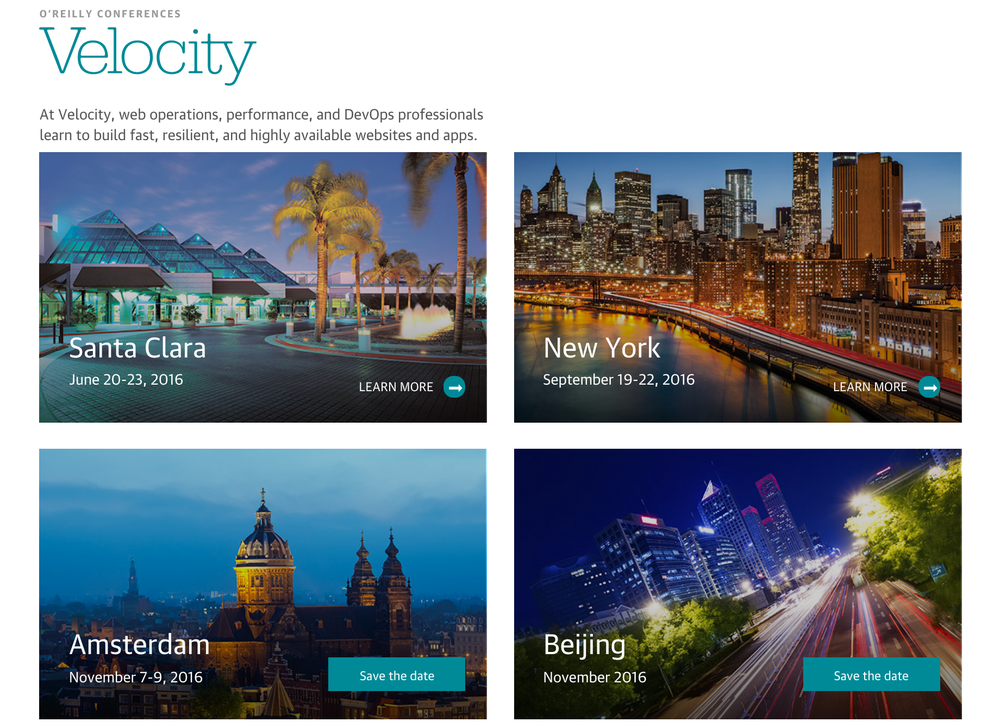 O'REILLY CONFERENCES
Velocity
At Velocity, web operations, performance, and DevOps professionals
learn to build fast, resilient, and highly available websites and apps.
Santa Clara
June 20-23, 2016
LEARN MORE
New York
September 19-22, 2016
LEARN MORE
Amsterdam
November 7-9, 2016
Save the date
Beijing
November 2016
Save the date